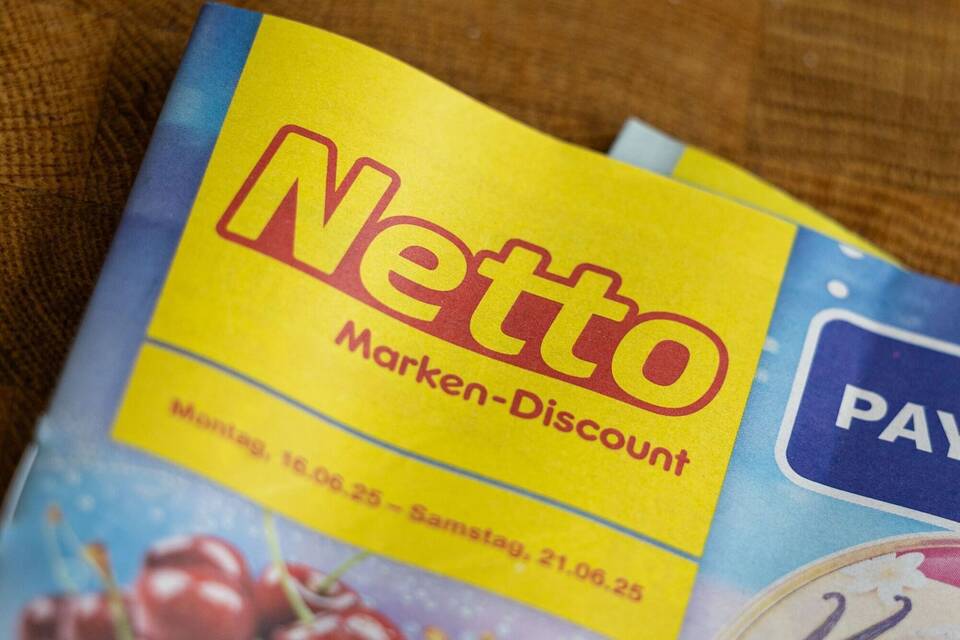 Netto
Marken-Discount
Montag, 16.06.25 – Samstag, 21.06.25
PAY